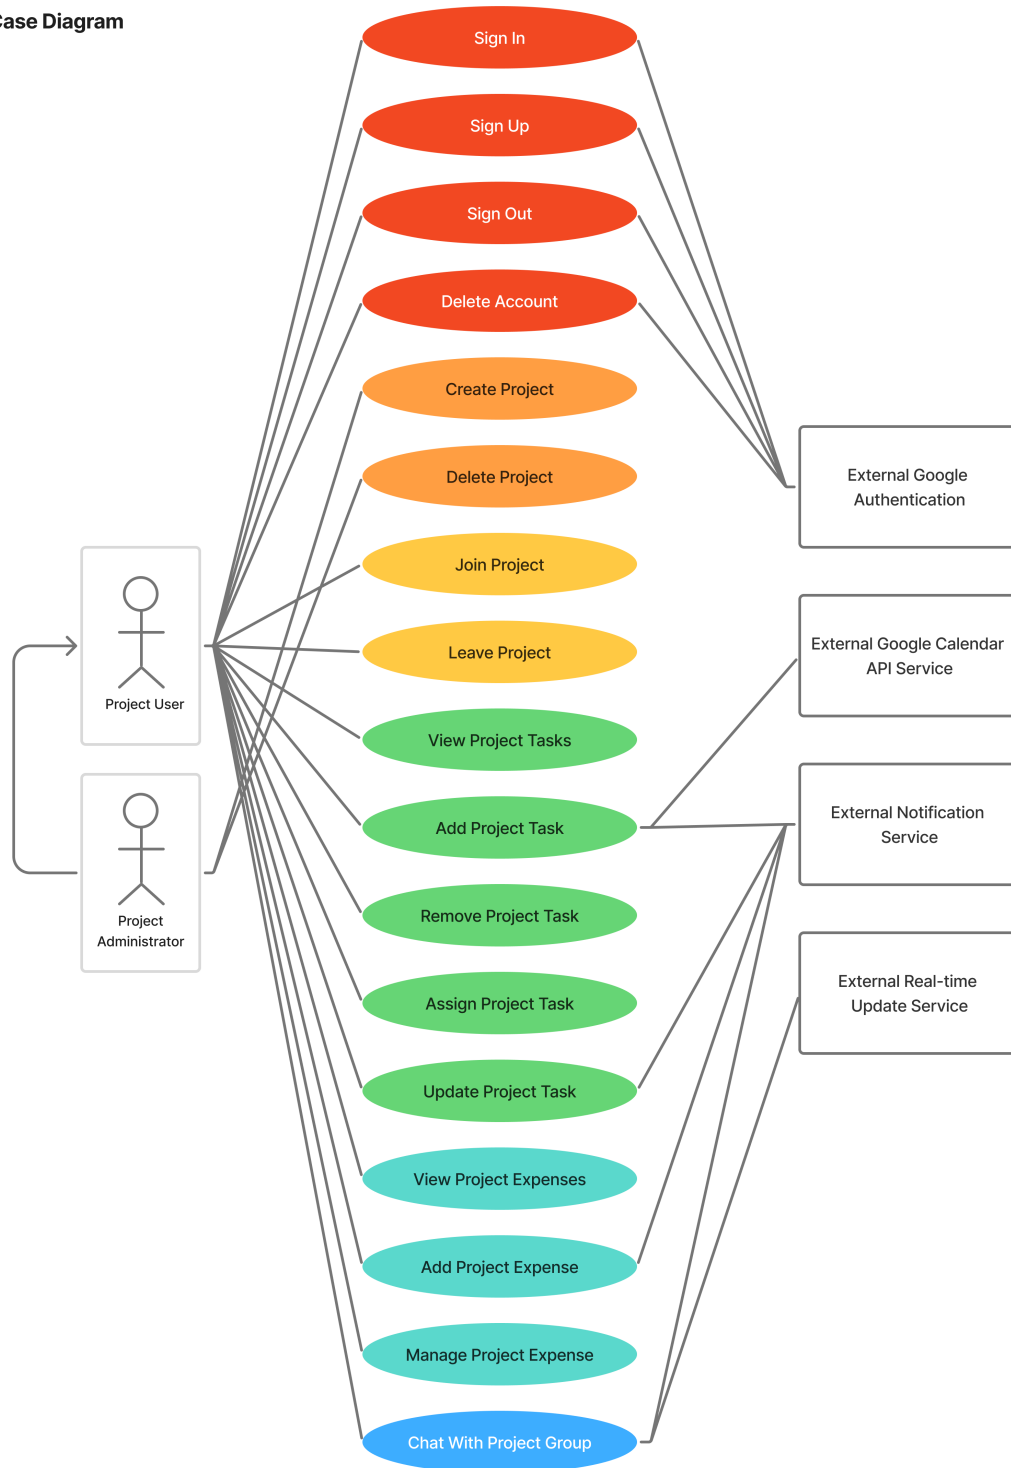 Case Diagram
Sign In
Sign Up
Sign Out
Delete Account
Create Project
Delete Project
Join Project
Leave Project
View Project Tasks
Add Project Task
Remove Project Task
Assign Project Task
Update Project Task
View Project Expenses
Add Project Expense
Manage Project Expense
Chat With Project Group
Project User
Project
Administrator
External Google
Authentication
External Google Calendar
API Service
External Notification
Service
External Real-time
Update Service